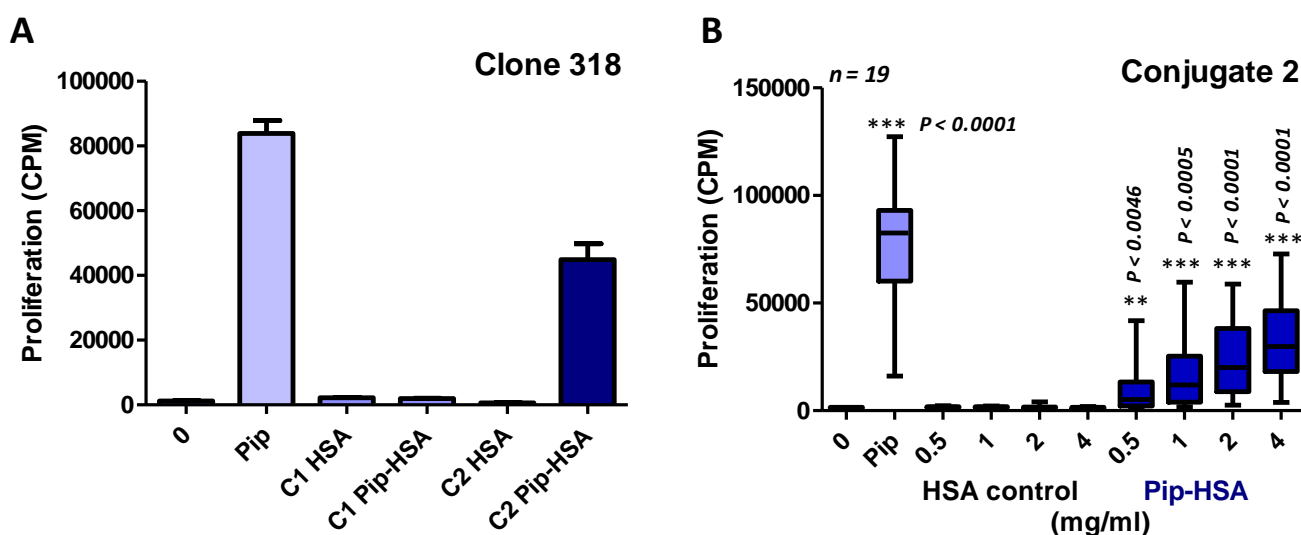 A
Clone 318
Proliferation (CPM)
100000
80000
60000
40000
20000
0
0
Pip
C1 HSA
C1 Pip-HSA
C2 HSA
C2 Pip-HSA
B
n = 19
Conjugate 2
Proliferation (CPM)
150000
100000
50000
0
*** P < 0.0001
** P < 0.0046
*** P < 0.0005
*** P < 0.0001
*** P < 0.0001
0
Pip
0.5
1
2
4
0.5
1
2
4
HSA control Pip-HSA
(mg/ml)